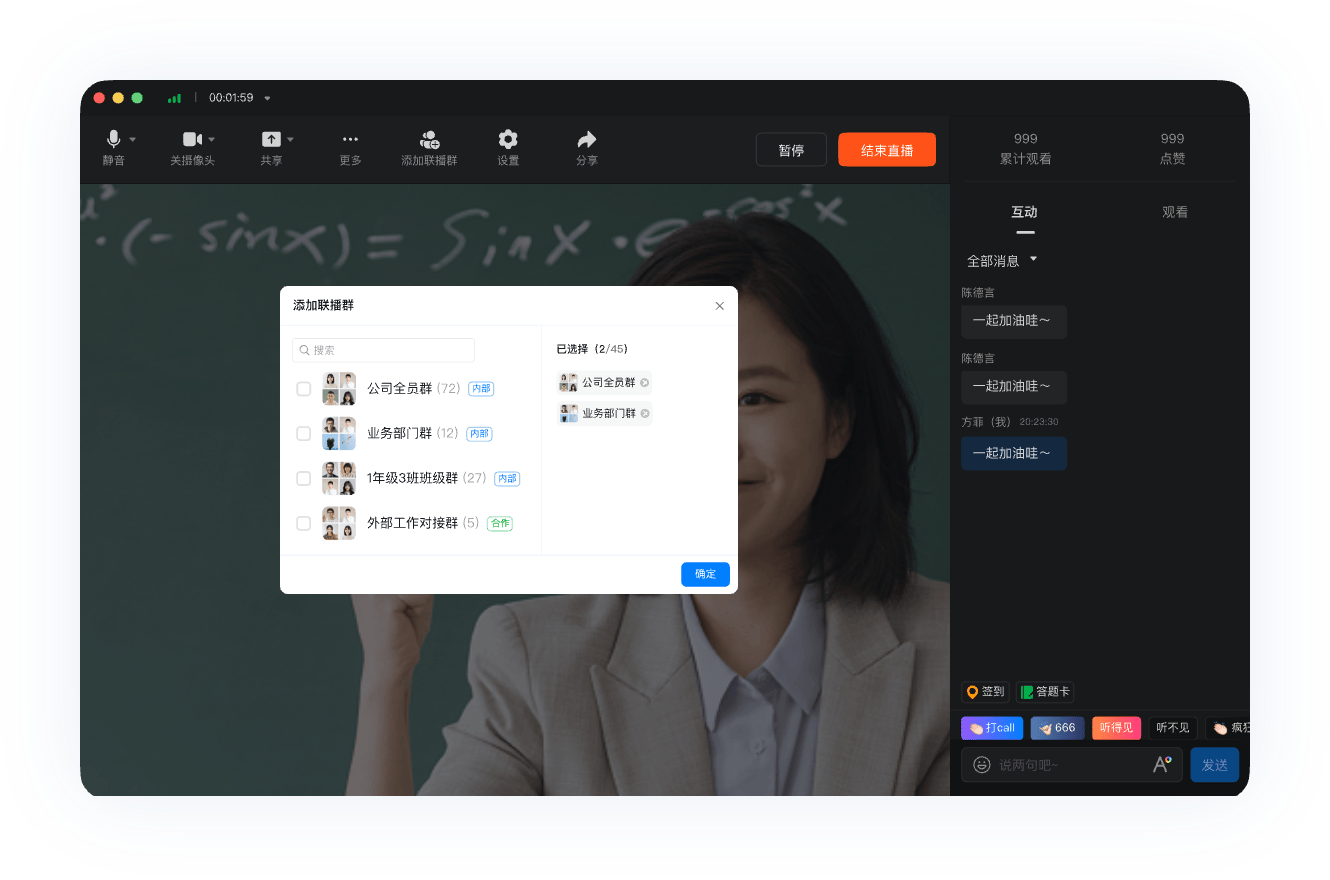 00:01:59
静音
关摄像头
共享
更多
添加联播群
设置
分享
暂停
结束直播
999
累计观看
999
点赞
· (- sinx) = Sinx · e^-cos²x
添加联播群
搜索
公司全员群 (72) 内部
业务部门群 (12) 内部
1年级3班班级群 (27) 内部
外部工作对接群 (5) 合作
已选择（2/45）
公司全员群
业务部门群
确定
互动
观看
全部消息
陈德言
一起加油哇～
陈德言
一起加油哇～
方菲（我） 20:23:30
一起加油哇～
签到
答题卡
打call
666
听得见
听不见
疯狂
说两句吧~
发送